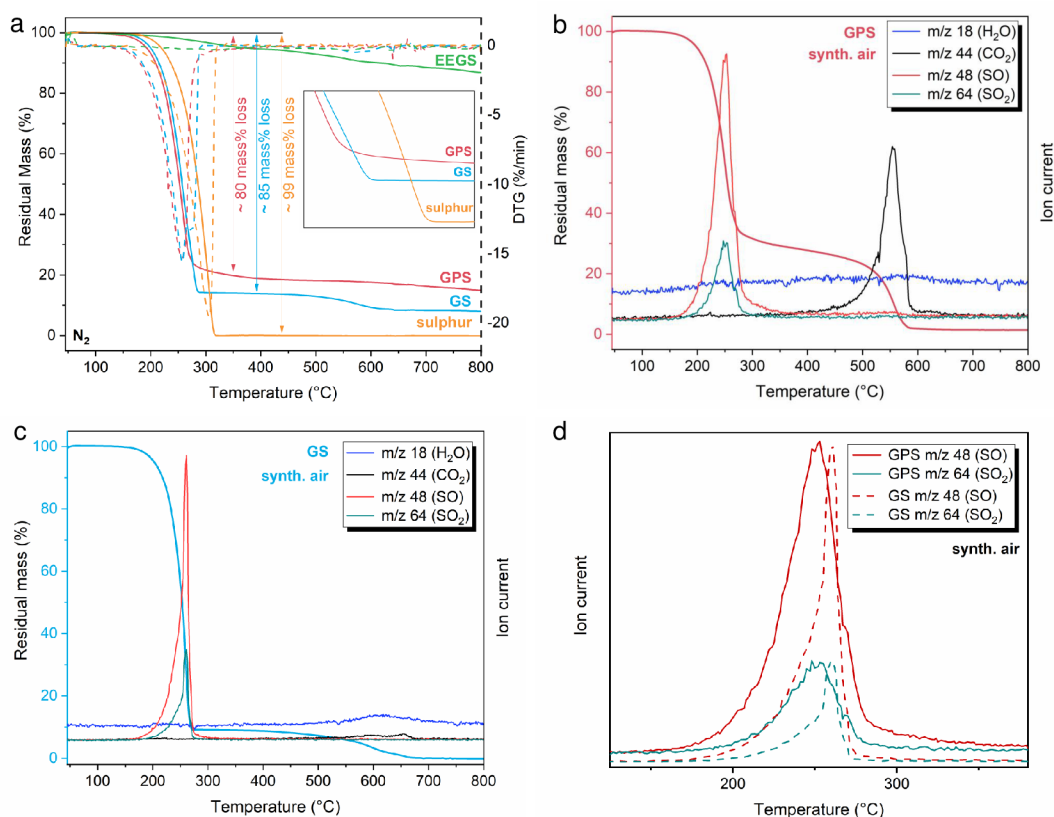 a
Residual Mass (%)
100
80
60
40
20
0
EEGS
~ 80 mass% loss
~ 85 mass% loss
~ 99 mass% loss
GPS
GS
sulphur
GPS
GS
sulphur
N2
0
-5
-10
-15
-20
DTG (%/min)
100 200 300 400 500 600 700 800
Temperature (°C)
b
GPS
synth. air
m/z 18 (H2O)
m/z 44 (CO2)
m/z 48 (SO)
m/z 64 (SO2)
Residual mass (%)
100
80
60
40
20
0
Ion current
100 200 300 400 500 600 700 800
Temperature (°C)
c
GS
synth. air
m/z 18 (H2O)
m/z 44 (CO2)
m/z 48 (SO)
m/z 64 (SO2)
Residual mass (%)
100
80
60
40
20
0
Ion current
100 200 300 400 500 600 700 800
Temperature (°C)
d
GPS m/z 48 (SO)
GPS m/z 64 (SO2)
GS m/z 48 (SO)
GS m/z 64 (SO2)
synth. air
Ion current
200 300
Temperature (°C)